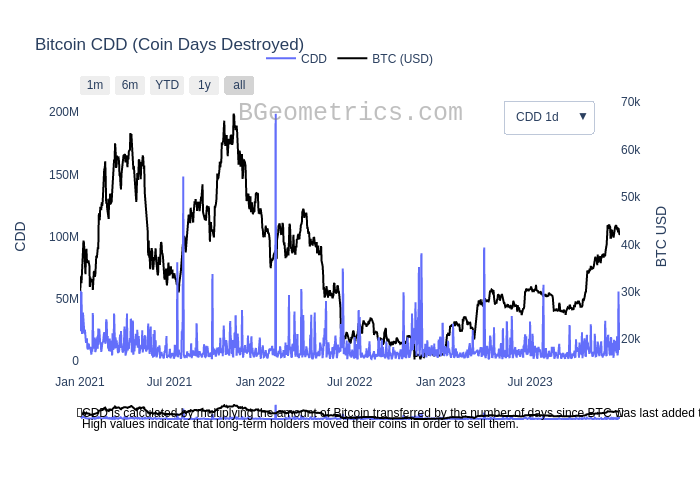 Bitcoin CDD (Coin Days Destroyed)
CDD BTC (USD)
1m 6m YTD 1y all
BGeometrics.com
CDD 1d ▼
200M
150M
100M
50M
0
CDD
70k
60k
50k
40k
30k
20k
BTC USD
Jan 2021 Jul 2021 Jan 2022 Jul 2022 Jan 2023 Jul 2023
CDD is calculated by multiplying the amount of Bitcoin transferred by the number of days since BTC was last added t
High values indicate that long-term holders moved their coins in order to sell them.